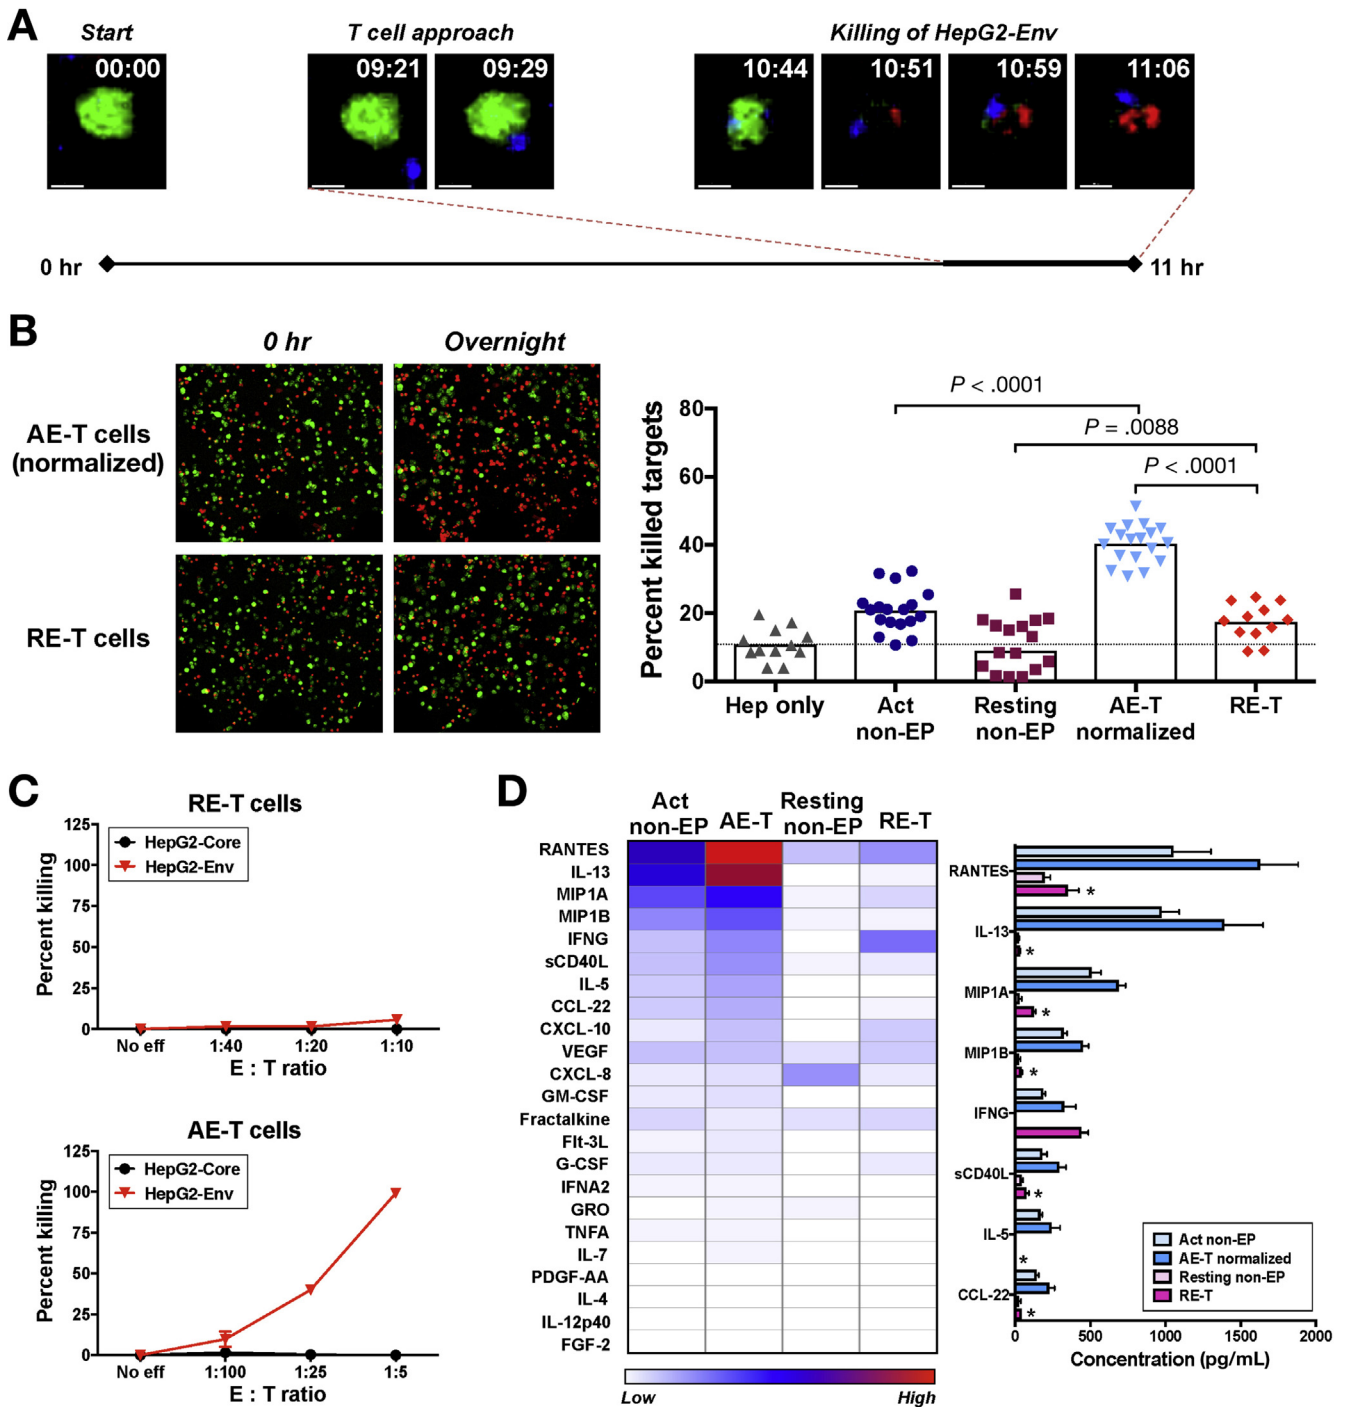 A
Start
T cell approach
Killing of HepG2-Env
00:00
09:21
09:29
10:44
10:51
10:59
11:06
0 hr
11 hr
B
0 hr
Overnight
AE-T cells
(normalized)
RE-T cells
Percent killed targets
80
60
40
20
0
P < .0001
P = .0088
P < .0001
Hep only
Act
non-EP
Resting
non-EP
AE-T
normalized
RE-T
C
RE-T cells
Percent killing
125
100
75
50
25
0
HepG2-Core
HepG2-Env
No eff
1:40
1:20
1:10
E : T ratio
AE-T cells
Percent killing
125
100
75
50
25
0
HepG2-Core
HepG2-Env
No eff
1:100
1:25
1:5
E : T ratio
D
Act
non-EP
AE-T
Resting
non-EP
RE-T
RANTES
IL-13
MIP1A
MIP1B
IFNG
sCD40L
IL-5
CCL-22
CXCL-10
VEGF
CXCL-8
GM-CSF
Fractalkine
Flt-3L
G-CSF
IFNA2
GRO
TNFA
IL-7
PDGF-AA
IL-4
IL-12p40
FGF-2
Low
High
RANTES
*
IL-13
*
MIP1A
*
MIP1B
*
IFNG
sCD40L
*
IL-5
*
CCL-22
*
Act non-EP
AE-T normalized
Resting non-EP
RE-T
0
500
1000
1500
2000
Concentration (pg/mL)